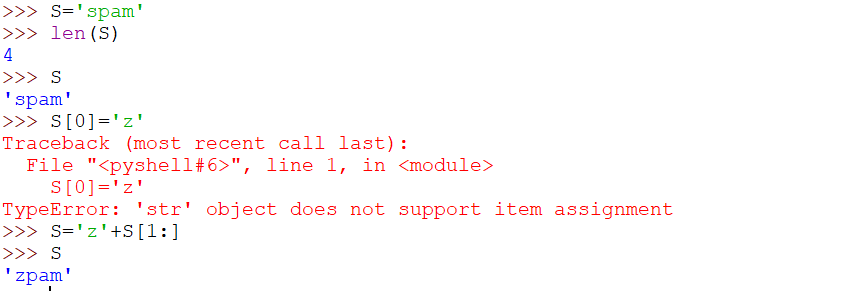 >>> S='spam'
>>> len(S)
4
>>> S
'spam'
>>> S[0]='z'
Traceback (most recent call last):
  File "<pyshell#6>", line 1, in <module>
    S[0]='z'
TypeError: 'str' object does not support item assignment
>>> S='z'+S[1:]
>>> S
'zpam'